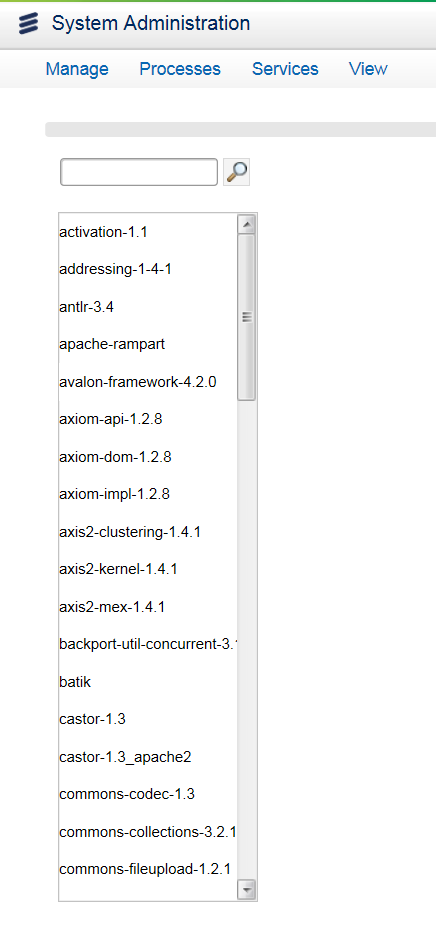 System Administration
Manage Processes Services View
activation-1.1
addressing-1-4-1
antlr-3.4
apache-rampart
avalon-framework-4.2.0
axiom-api-1.2.8
axiom-dom-1.2.8
axiom-impl-1.2.8
axis2-clustering-1.4.1
axis2-kernel-1.4.1
axis2-mex-1.4.1
backport-util-concurrent-3.
batik
castor-1.3
castor-1.3_apache2
commons-codec-1.3
commons-collections-3.2.1
commons-fileupload-1.2.1